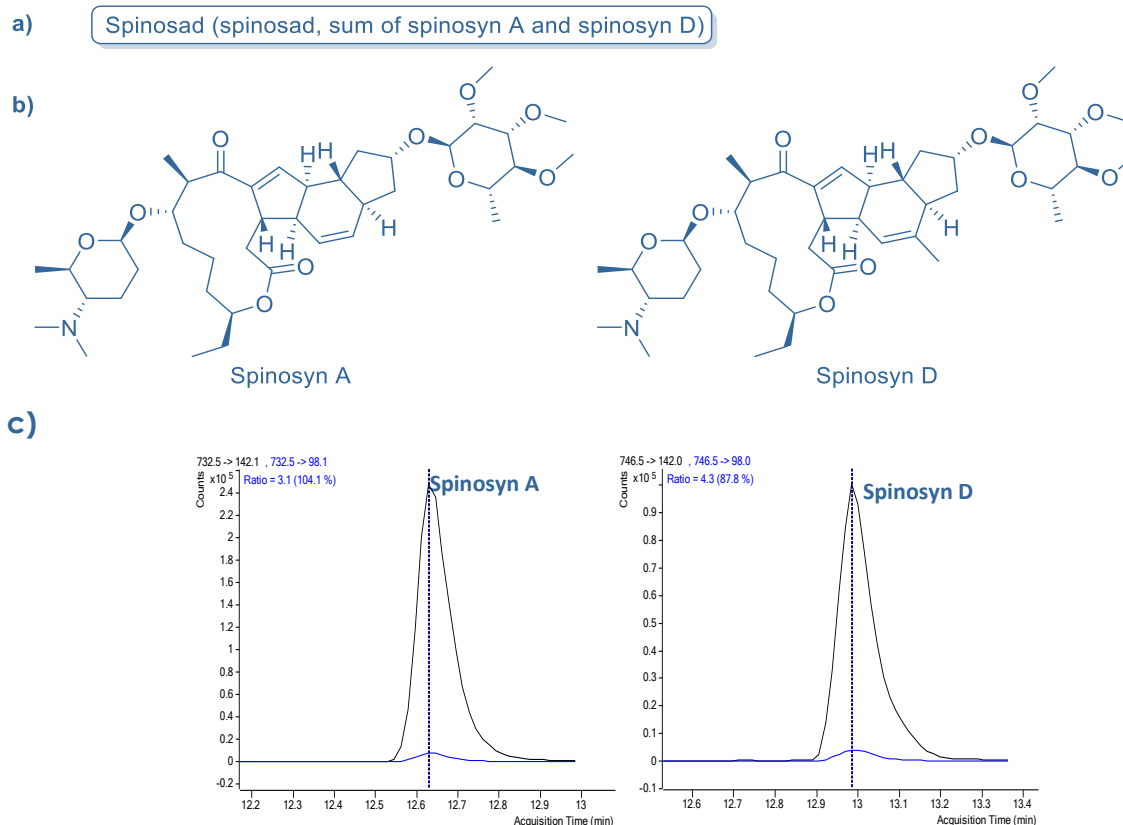 a) Spinosad (spinosad, sum of spinosyn A and spinosyn D)
b)
O O O O O H H H H O O O N O O
Spinosyn A
O O O O O H H H H O O O N O O
Spinosyn D
c)
732.5 -> 142.1 , 732.5 -> 98.1
Counts x10 5 Ratio = 3.1 (104.1 %)
Spinosyn A
2.4
2.2
2
1.8
1.6
1.4
1.2
1
0.8
0.6
0.4
0.2
0
-0.2
12.2 12.3 12.4 12.5 12.6 12.7 12.8 12.9 13
Acquisition Time (min)
746.5 -> 142.0 , 746.5 -> 98.0
Counts x10 5 Ratio = 4.3 (87.8 %)
Spinosyn D
0.9
0.8
0.7
0.6
0.5
0.4
0.3
0.2
0.1
0
-0.1
12.6 12.7 12.8 12.9 13 13.1 13.2 13.3 13.4
Acquisition Time (min)